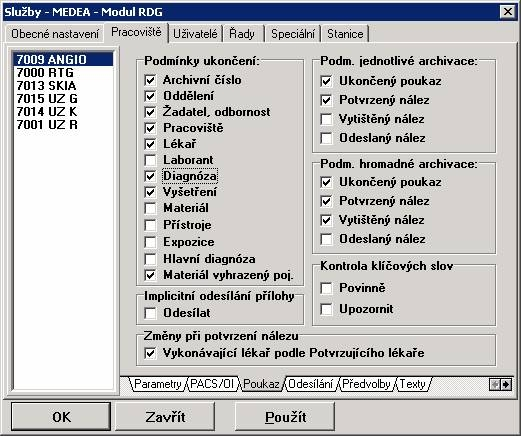 Služby - MEDEA - Modul RDG
Obecné nastavení Pracoviště Uživatelé Řady Speciální Stanice
7009 ANGIO
7000 RTG
7013 SKIA
7015 UZ G
7014 UZ K
7001 UZ R
Podmínky ukončení:
Archivní číslo
Oddělení
Žadatel, odbornost
Pracoviště
Lékař
Laborant
Diagnóza
Vyšetření
Materiál
Přístroje
Expozice
Hlavní diagnóza
Materiál vyhrazený poj.
Implicitní odesílání přílohy
Odesílat
Podm. jednotlivé archivace:
Ukončený poukaz
Potvrzený nález
Vytištěný nález
Odeslaný nález
Podm. hromadné archivace:
Ukončený poukaz
Potvrzený nález
Vytištěný nález
Odeslaný nález
Kontrola klíčových slov
Povinně
Upozornit
Změny při potvrzení nálezu
Vykonávající lékař podle Potvrzujícího lékaře
Parametry PACS/OI Poukaz Odesílání Předvolby Texty
OK Zavřít Použít